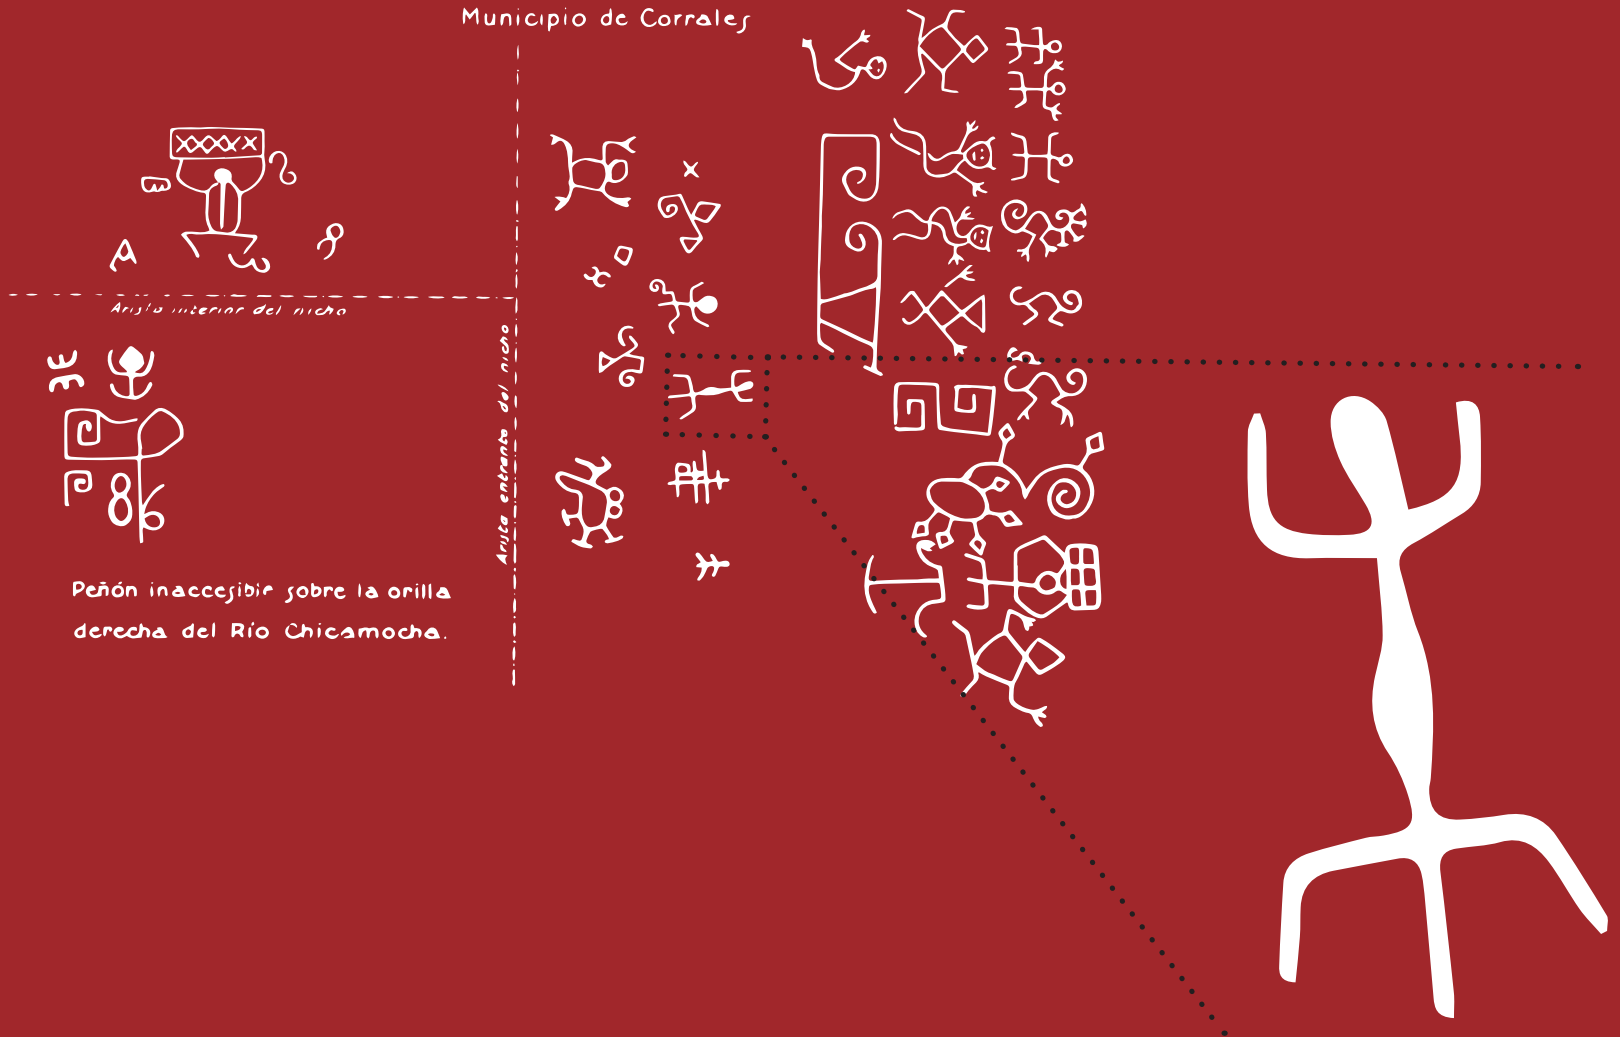 Municipio de Corrales
Arista interior del nicho
Arista entrante del nicho
Peñón inaccesible sobre la orilla
derecha del Río Chicamocha.